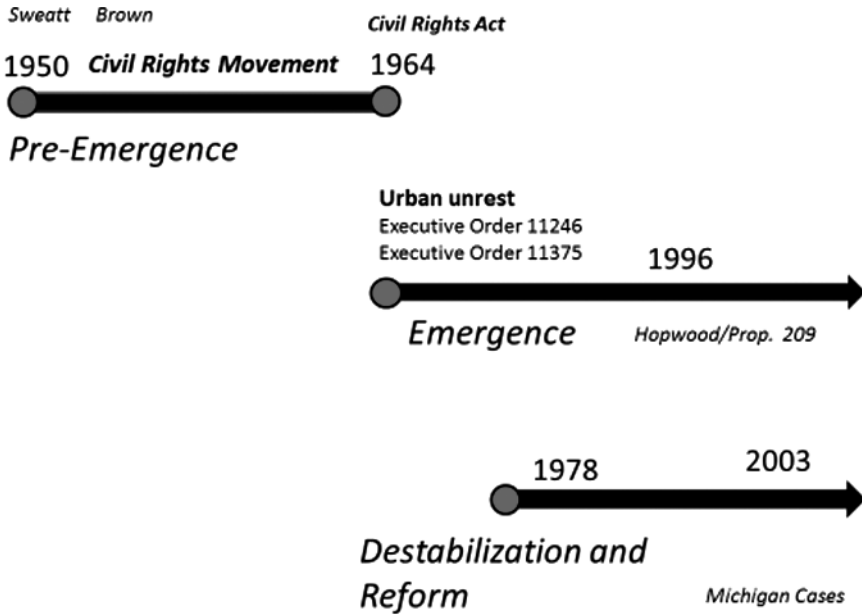 Sweatt Brown
Civil Rights Act
1950 Civil Rights Movement 1964
Pre-Emergence
Urban unrest
Executive Order 11246
Executive Order 11375
1996
Emergence
Hopwood/Prop. 209
1978
2003
Destabilization and
Reform
Michigan Cases